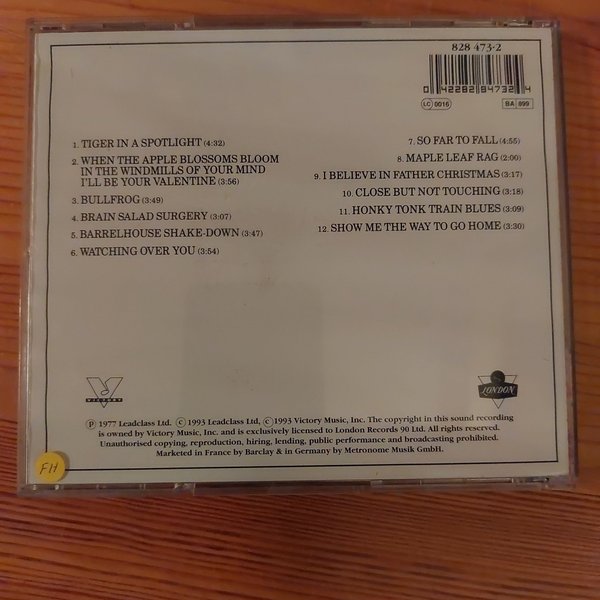 828 473-2
0 42282 84732 4
LC 0016
BA 899
1. TIGER IN A SPOTLIGHT (4:32)
2. WHEN THE APPLE BLOSSOMS BLOOM
IN THE WINDMILLS OF YOUR MIND
I'LL BE YOUR VALENTINE (3:56)
3. BULLFROG (3:49)
4. BRAIN SALAD SURGERY (3:07)
5. BARRELHOUSE SHAKE-DOWN (3:47)
6. WATCHING OVER YOU (3:54)
7. SO FAR TO FALL (4:55)
8. MAPLE LEAF RAG (2:00)
9. I BELIEVE IN FATHER CHRISTMAS (3:17)
10. CLOSE BUT NOT TOUCHING (3:18)
11. HONKY TONK TRAIN BLUES (3:09)
12. SHOW ME THE WAY TO GO HOME (3:30)
VICTORY
LONDON
℗ 1977 Leadclass Ltd. © 1993 Leadclass Ltd, © 1993 Victory Music, Inc. The copyright in this sound recording
is owned by Victory Music, Inc. and is exclusively licensed to London Records 90 Ltd. All rights reserved.
Unauthorised copying, reproduction, hiring, lending, public performance and broadcasting prohibited.
Marketed in France by Barclay & in Germany by Metronome Musik GmbH.
F14